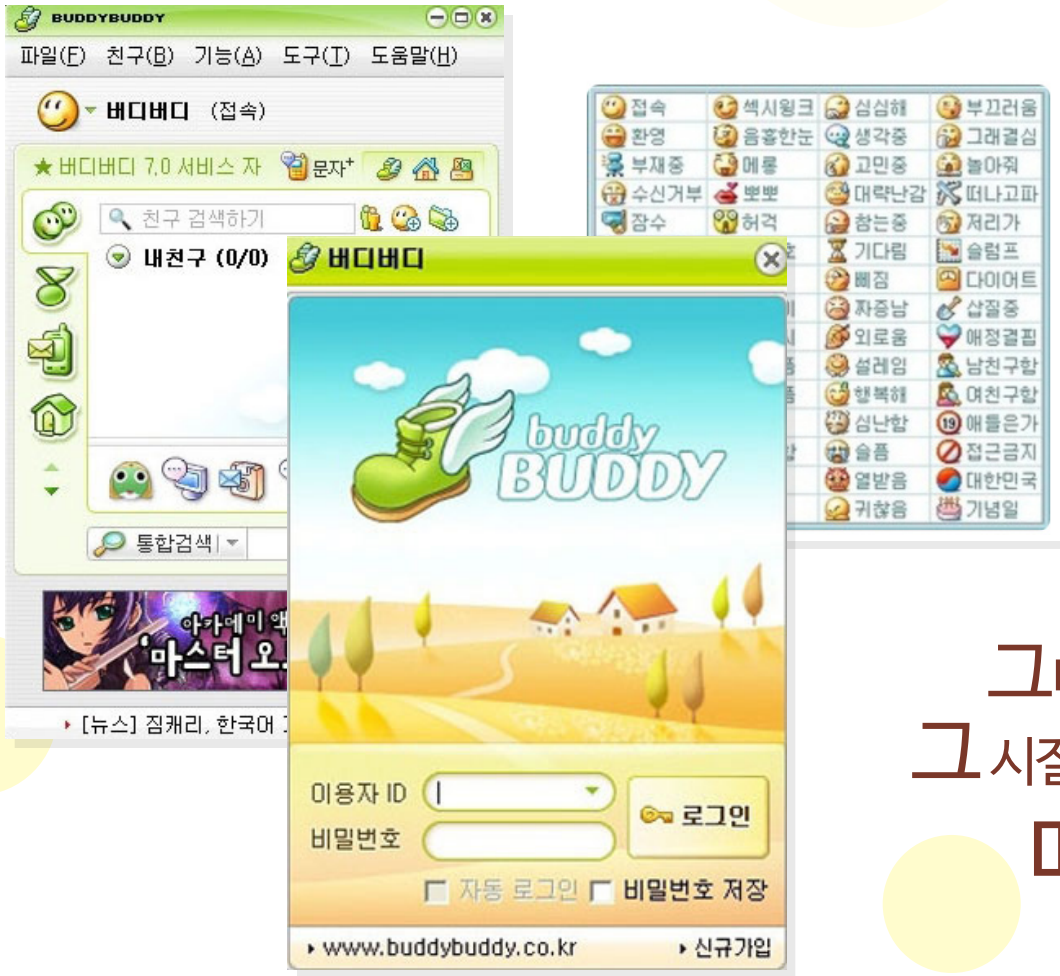 BUDDYBUDDY
파일(F) 친구(B) 기능(A) 도구(T) 도움말(H)
버디버디 (접속)
★ 버디버디 7.0 서비스 자 문자+
친구 검색하기
내친구 (0/0)
통합검색
아카데미
'마스터 오
[뉴스] 짐캐리, 한국어
버디버디
buddy
BUDDY
이용자 ID
비밀번호
로그인
자동 로그인 비밀번호 저장
www.buddybuddy.co.kr 신규가입
접속 섹시윙크 심심해 부끄러움
환영 음흉한눈 생각중 그래결심
부재중 메롱 고민중 놀아줘
수신거부 뽀뽀 대략난감 떠나고파
잠수 허걱 참는중 저리가
기다림 슬럼프
삐짐 다이어트
짜증남 삽질중
외로움 애정결핍
설레임 남친구함
행복해 여친구함
심난함 19 애들은가
슬픔 접근금지
열받음 대한민국
귀찮음 기념일
그
그 시절